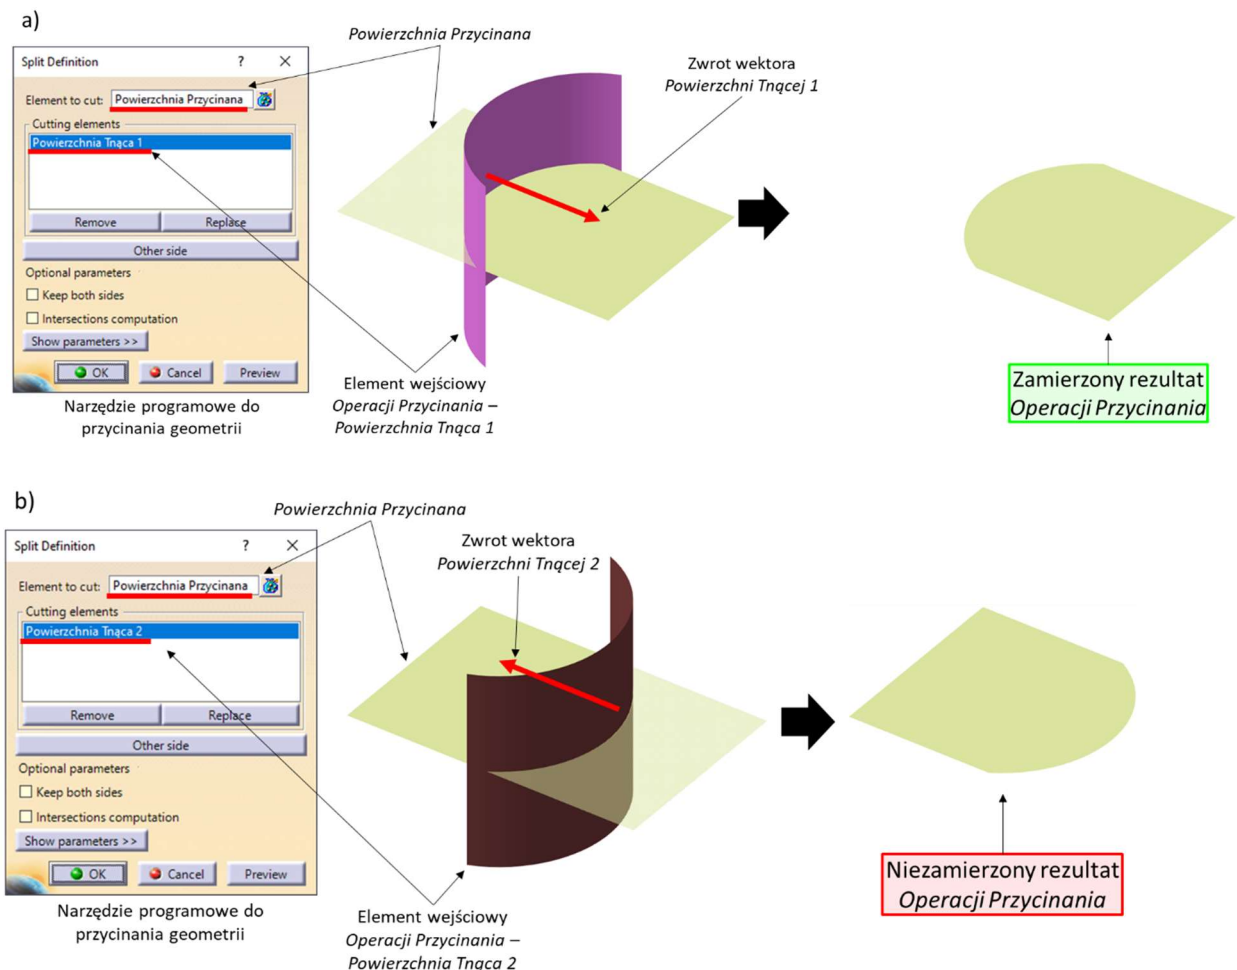 a)
Powierzchnia Przycinana
Split Definition ? ×
Element to cut: Powierzchnia Przycinana
Cutting elements
Powierzchnia Tnąca 1
Remove Replace
Other side
Optional parameters
Keep both sides
Intersections computation
Show parameters >>
OK Cancel Preview
Narzędzie programowe do
przycinania geometrii
Zwrot wektora
Powierzchni Tnącej 1
Element wejściowy
Operacji Przycinania –
Powierzchnia Tnąca 1
Zamierzony rezultat
Operacji Przycinania
b)
Powierzchnia Przycinana
Split Definition ? ×
Element to cut: Powierzchnia Przycinana
Cutting elements
Powierzchnia Tnąca 2
Remove Replace
Other side
Optional parameters
Keep both sides
Intersections computation
Show parameters >>
OK Cancel Preview
Narzędzie programowe do
przycinania geometrii
Zwrot wektora
Powierzchni Tnącej 2
Element wejściowy
Operacji Przycinania –
Powierzchnia Tnąca 2
Niezamierzony rezultat
Operacji Przycinania